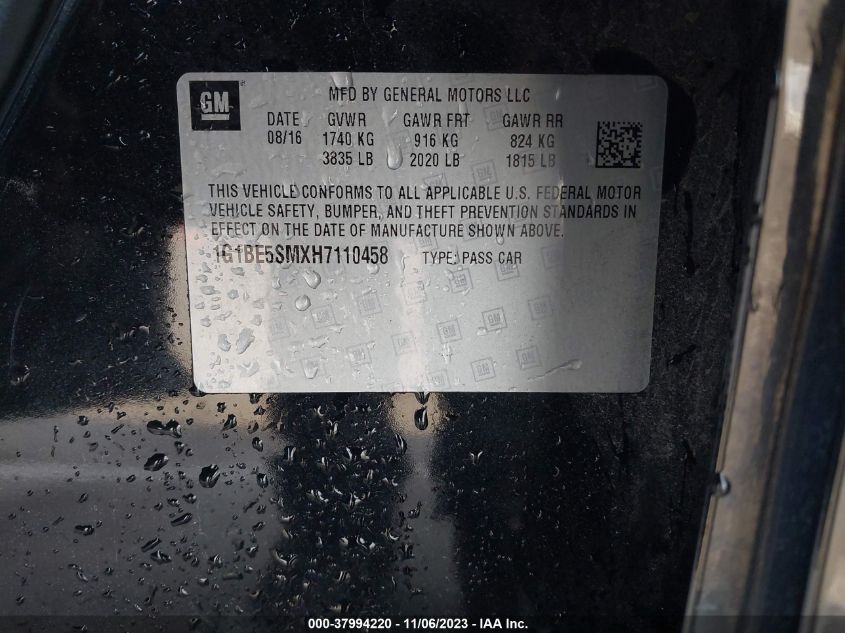 GM
MFD BY GENERAL MOTORS LLC
DATE GVWR GAWR FRT GAWR RR
08/16 1740 KG 916 KG 824 KG
3835 LB 2020 LB 1815 LB
THIS VEHICLE CONFORMS TO ALL APPLICABLE U.S. FEDERAL MOTOR
VEHICLE SAFETY, BUMPER, AND THEFT PREVENTION STANDARDS IN
EFFECT ON THE DATE OF MANUFACTURE SHOWN ABOVE.
1G1BE5SMXH7110458 TYPE: PASS CAR
000-37994220 - 11/06/2023 - IAA Inc.